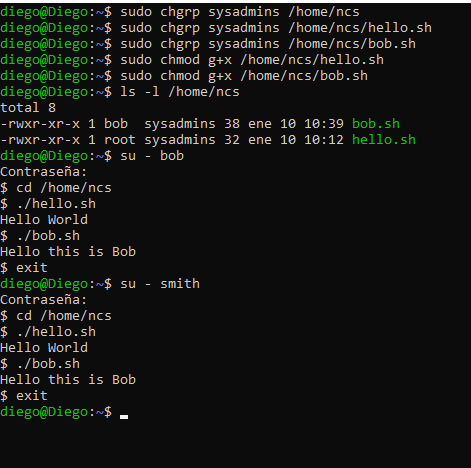 diego@Diego:~$ sudo chgrp sysadmins /home/ncs
diego@Diego:~$ sudo chgrp sysadmins /home/ncs/hello.sh
diego@Diego:~$ sudo chgrp sysadmins /home/ncs/bob.sh
diego@Diego:~$ sudo chmod g+x /home/ncs/hello.sh
diego@Diego:~$ sudo chmod g+x /home/ncs/bob.sh
diego@Diego:~$ ls -l /home/ncs
total 8
-rwxr-xr-x 1 bob  sysadmins 38 ene 10 10:39 bob.sh
-rwxr-xr-x 1 root sysadmins 32 ene 10 10:12 hello.sh
diego@Diego:~$ su - bob
Contraseña:
$ cd /home/ncs
$ ./hello.sh
Hello World
$ ./bob.sh
Hello this is Bob
$ exit
diego@Diego:~$ su - smith
Contraseña:
$ cd /home/ncs
$ ./hello.sh
Hello World
$ ./bob.sh
Hello this is Bob
$ exit
diego@Diego:~$